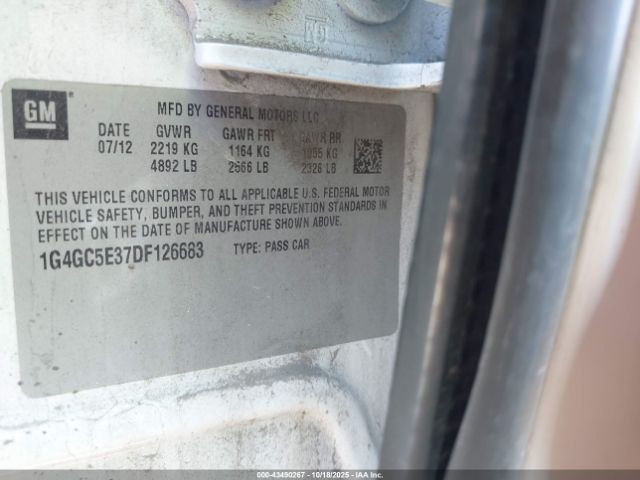 KD
GM
MFD BY GENERAL MOTORS LLC
DATE GVWR GAWR FRT GAWR RR
07/12 2219 KG 1164 KG 1055 KG
4892 LB 2566 LB 2326 LB
THIS VEHICLE CONFORMS TO ALL APPLICABLE U.S. FEDERAL MOTOR
VEHICLE SAFETY, BUMPER, AND THEFT PREVENTION STANDARDS IN
EFFECT ON THE DATE OF MANUFACTURE SHOWN ABOVE.
1G4GC5E37DF126683 TYPE: PASS CAR
000-43490267 - 10/18/2025 - IAA, Inc.